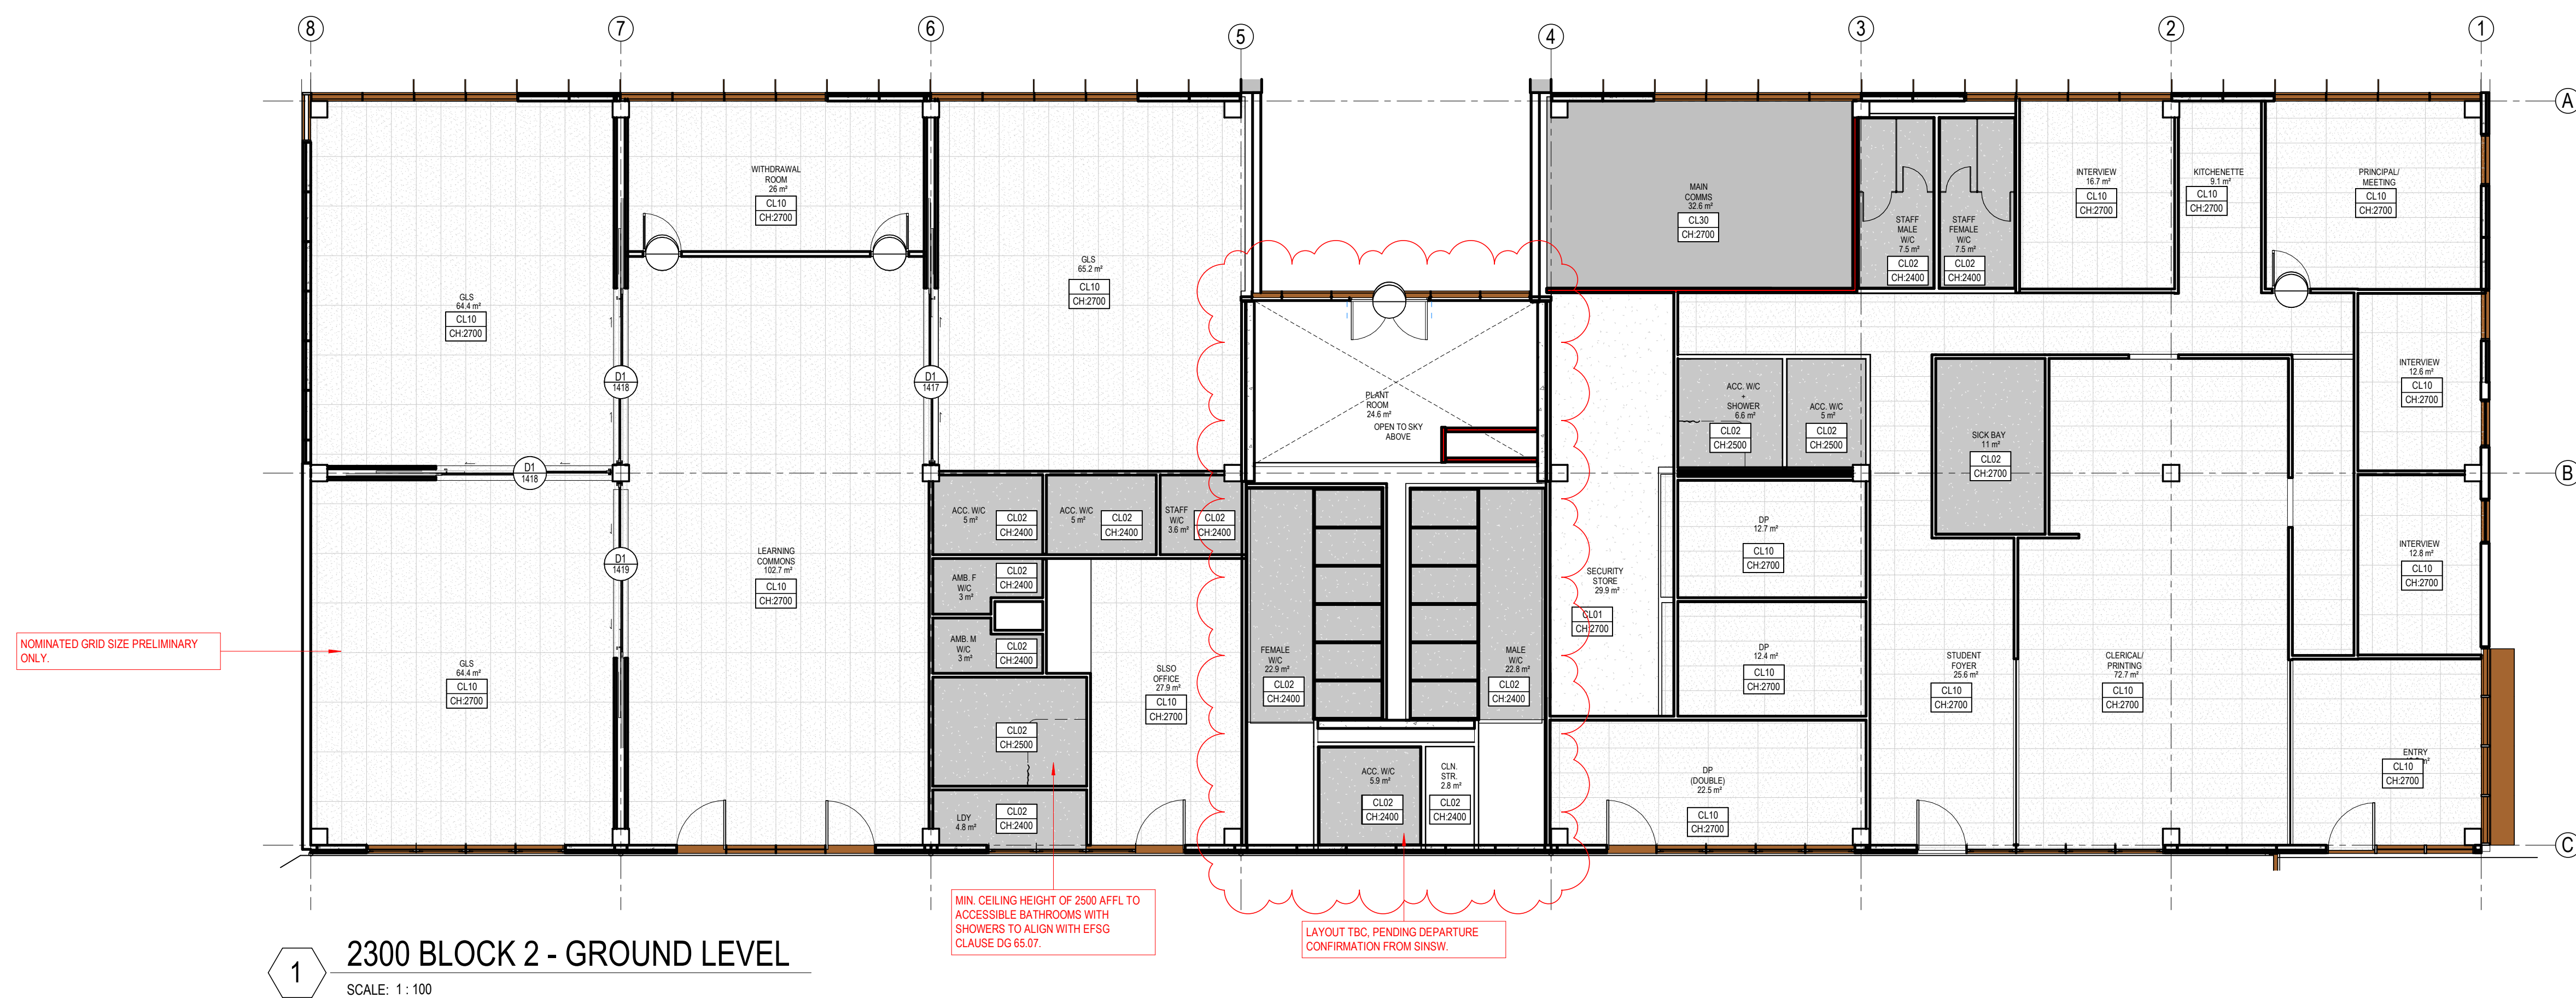 8
7
6
5
4
3
2
1
A
B
C
WITHDRAWAL
ROOM
26 m²
CL10
CH:2700
GLS
64.4 m²
CL10
CH:2700
GLS
65.2 m²
CL10
CH:2700
MAIN
COMMS
32.6 m²
CL30
CH:2700
STAFF
MALE
W/C
7.5 m²
CL02
CH:2400
STAFF
FEMALE
W/C
7.5 m²
CL02
CH:2400
INTERVIEW
16.7 m²
CL10
CH:2700
KITCHENETTE
9.1 m²
CL10
CH:2700
PRINCIPAL/
MEETING
CL10
CH:2700
D1
1418
D1
1417
D1
1418
D1
1419
PLANT
ROOM
24.6 m²
OPEN TO SKY
ABOVE
ACC. W/C
+
SHOWER
6.6 m²
CL02
CH:2500
ACC. W/C
5 m²
CL02
CH:2500
SICK BAY
11 m²
CL02
CH:2700
INTERVIEW
12.6 m²
CL10
CH:2700
ACC. W/C
5 m²
CL02
CH:2400
ACC. W/C
5 m²
CL02
CH:2400
STAFF
W/C
3.6 m²
CL02
CH:2400
DP
12.7 m²
CL10
CH:2700
INTERVIEW
12.8 m²
CL10
CH:2700
LEARNING
COMMONS
102.7 m²
CL10
CH:2700
AMB. F
W/C
3 m²
CL02
CH:2400
AMB. M
W/C
3 m²
CL02
CH:2400
SECURITY
STORE
29.9 m²
CL01
CH:2700
NOMINATED GRID SIZE PRELIMINARY
ONLY.
GLS
64.4 m²
CL10
CH:2700
SLSO
OFFICE
27.9 m²
CL10
CH:2700
FEMALE
W/C
22.9 m²
CL02
CH:2400
MALE
W/C
22.8 m²
CL02
CH:2400
DP
12.4 m²
CL10
CH:2700
STUDENT
FOYER
25.6 m²
CL10
CH:2700
CLERICAL/
PRINTING
72.7 m²
CL10
CH:2700
CL02
CH:2500
ACC. W/C
5.9 m²
CL02
CH:2400
CLN.
STR.
2.8 m²
CL02
CH:2400
DP
(DOUBLE)
22.5 m²
CL10
CH:2700
ENTRY
CL10
CH:2700
LDY
4.8 m²
CL02
CH:2400
MIN. CEILING HEIGHT OF 2500 AFFL TO
ACCESSIBLE BATHROOMS WITH
SHOWERS TO ALIGN WITH EFSG
CLAUSE DG 65.07.
LAYOUT TBC, PENDING DEPARTURE
CONFIRMATION FROM SINSW.
1
2300 BLOCK 2 - GROUND LEVEL
SCALE: 1 : 100